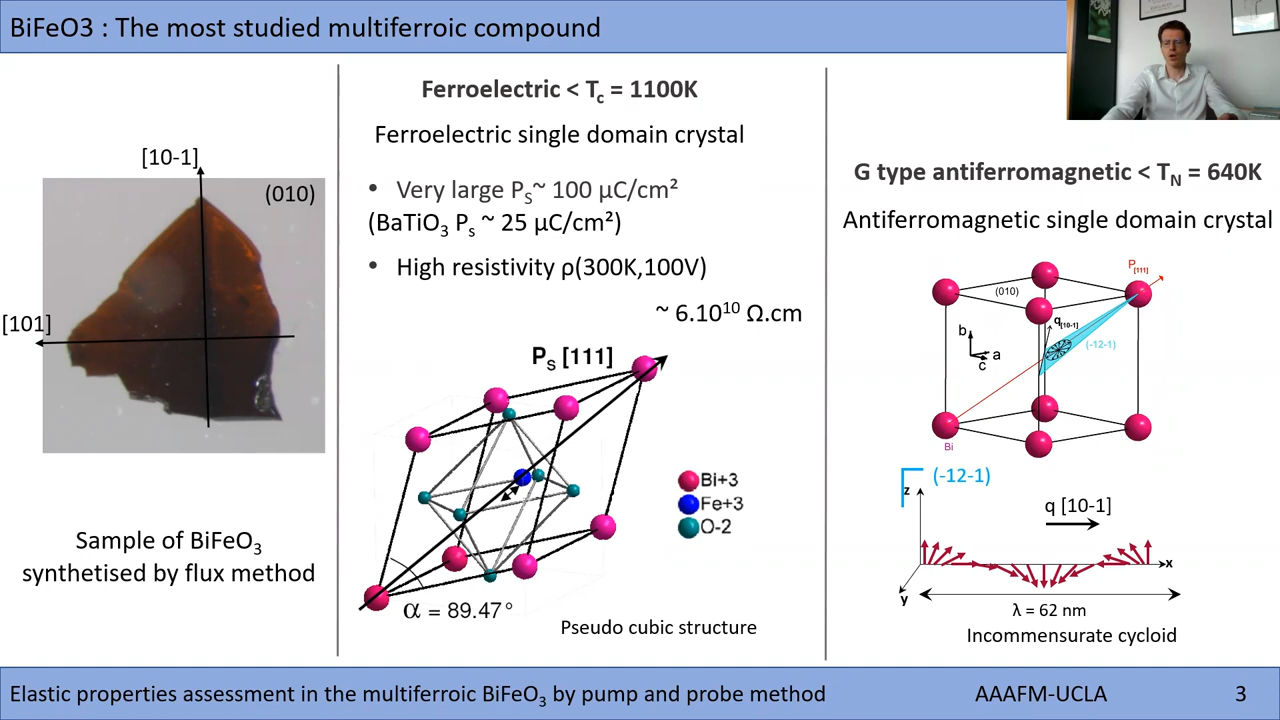 BiFeO3 : The most studied multiferroic compound
[10-1]
(010)
[101]
Sample of BiFeO₃
synthetised by flux method
Ferroelectric < T꜀ = 1100K
Ferroelectric single domain crystal
• Very large Pₛ~ 100 µC/cm²
(BaTiO₃ Pₛ ~ 25 µC/cm²)
• High resistivity ρ(300K,100V)
~ 6.10¹⁰ Ω.cm
Pₛ [111]
Bi+3
Fe+3
O-2
α = 89.47°
Pseudo cubic structure
G type antiferromagnetic < T_N = 640K
Antiferromagnetic single domain crystal
P[111]
(010)
q[10-1]
b
a
c
(-12-1)
Bi
(-12-1)
z
q [10-1]
x
y
λ = 62 nm
Incommensurate cycloid
Elastic properties assessment in the multiferroic BiFeO₃ by pump and probe method
AAAFM-UCLA
3